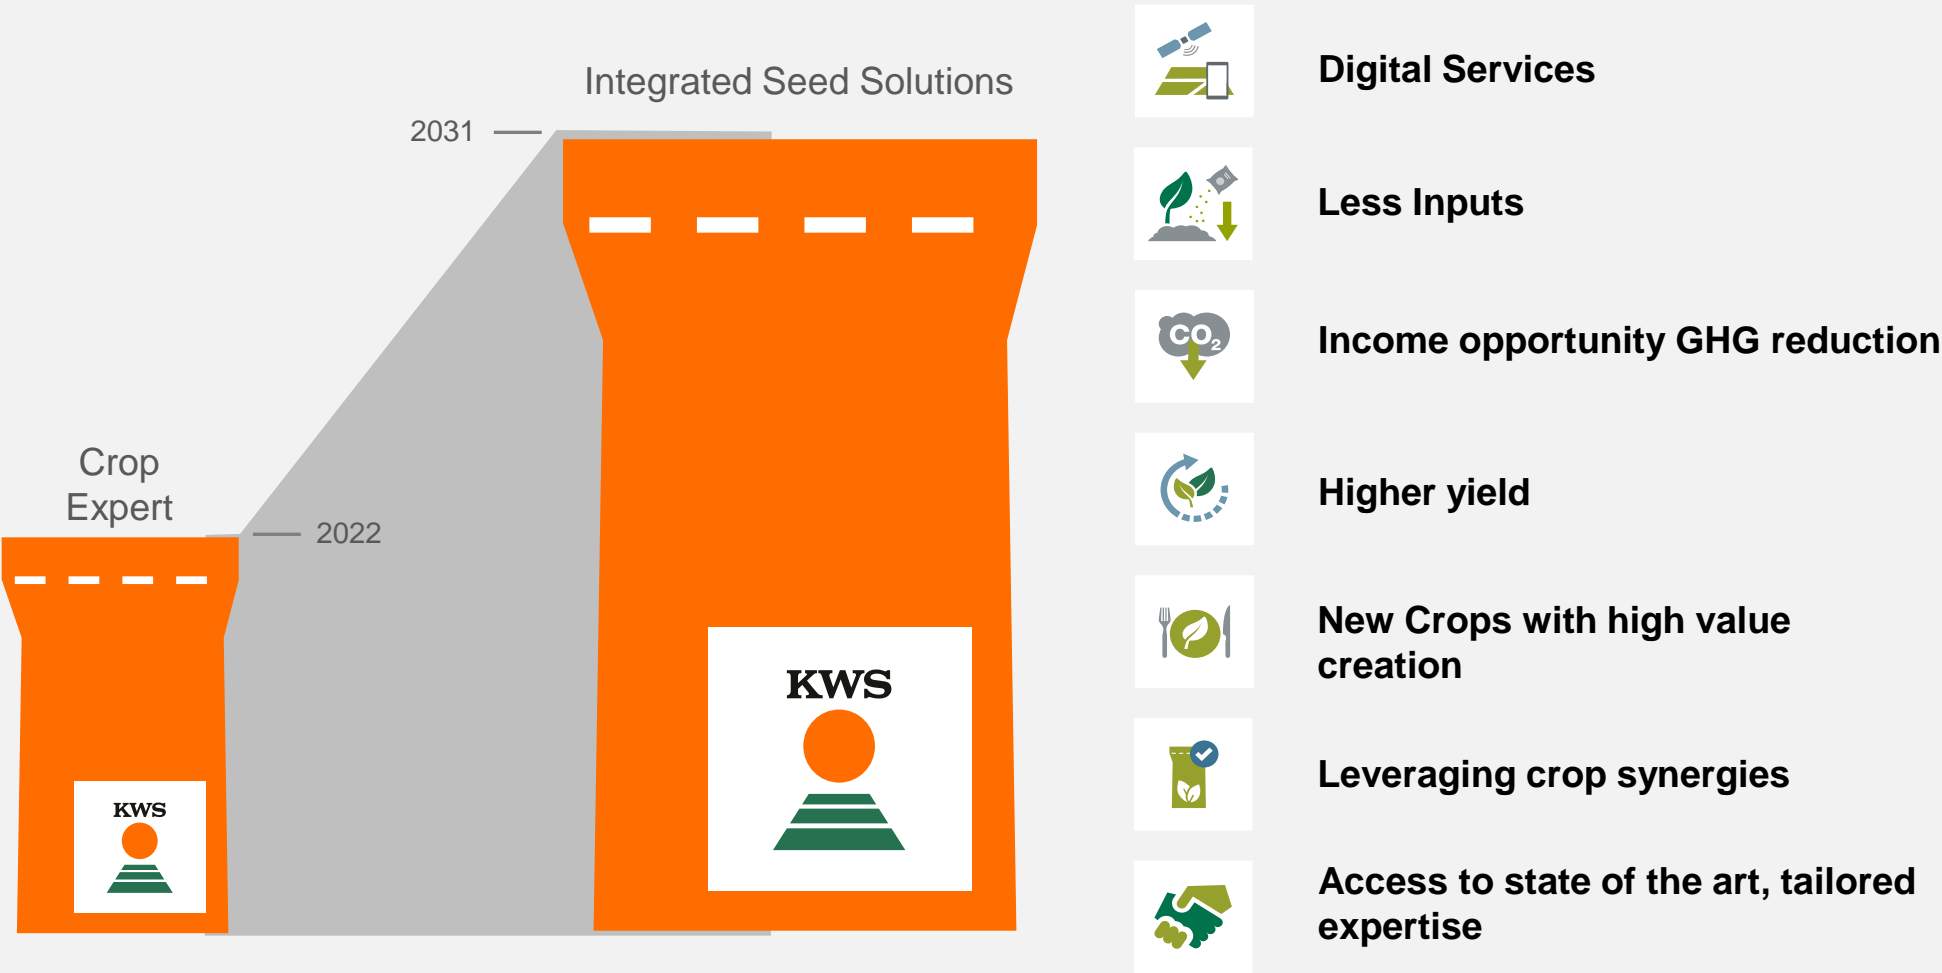 Integrated Seed Solutions
2031
Crop
Expert
2022
KWS
KWS
Digital Services
Less Inputs
CO2
Income opportunity GHG reduction
Higher yield
New Crops with high value
creation
Leveraging crop synergies
Access to state of the art, tailored
expertise